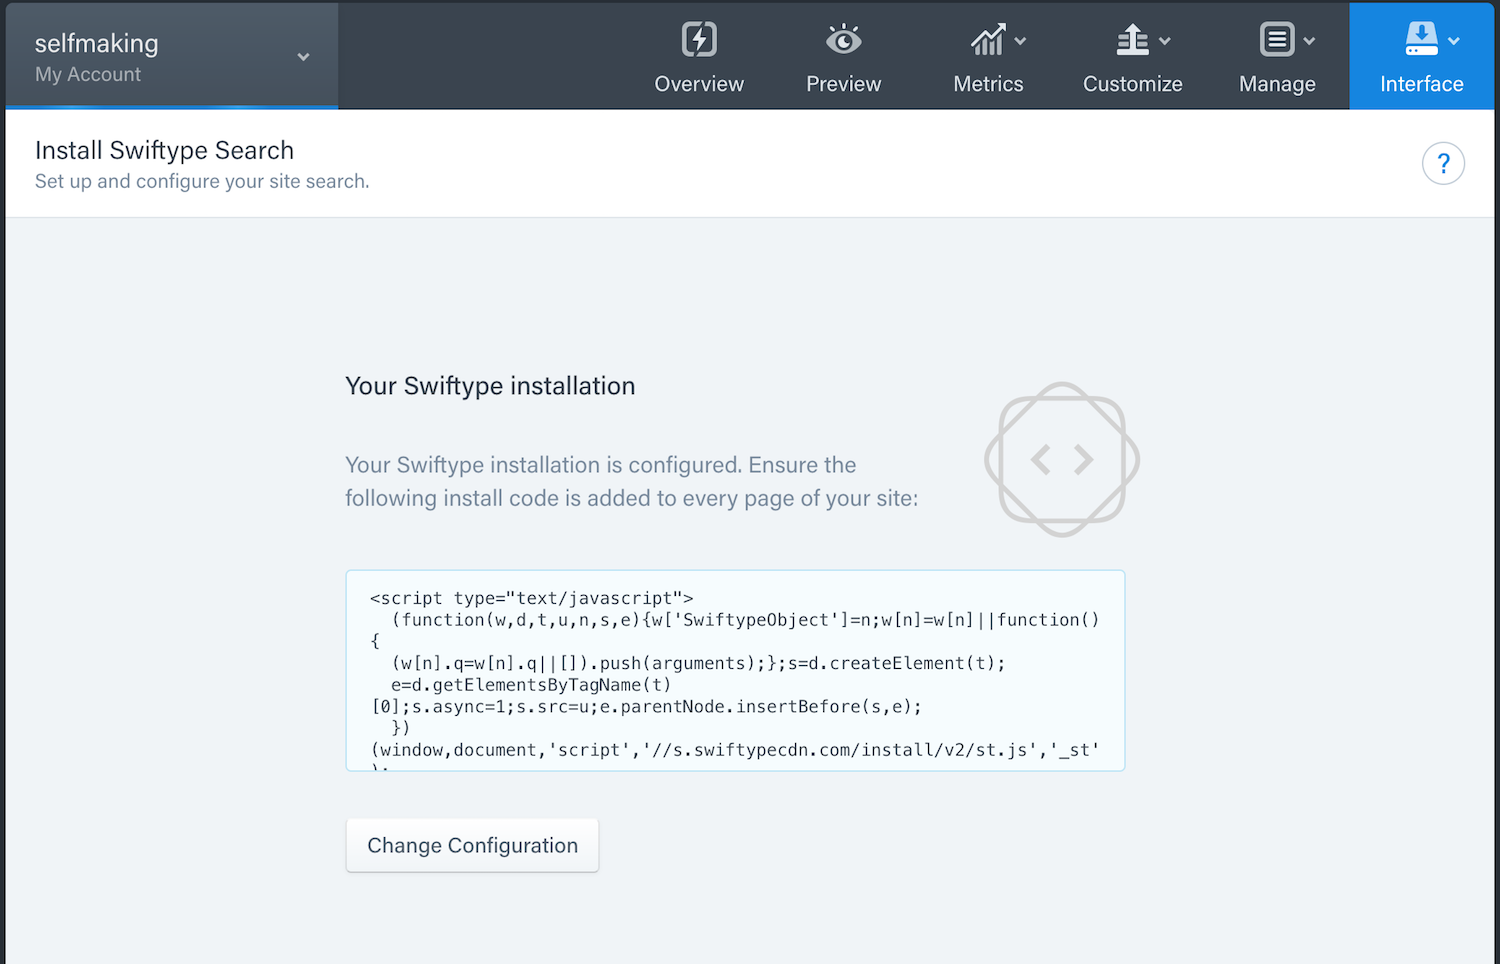 selfmaking
My Account
Overview
Preview
Metrics
Customize
Manage
Interface
Install Swiftype Search
Set up and configure your site search.
?
Your Swiftype installation
Your Swiftype installation is configured. Ensure the
following install code is added to every page of your site:
<script type="text/javascript">
(function(w,d,t,u,n,s,e){w['SwiftypeObject']=n;w[n]=w[n]||function()
{
(w[n].q=w[n].q||[]).push(arguments);};s=d.createElement(t);
e=d.getElementsByTagName(t)
[0];s.async=1;s.src=u;e.parentNode.insertBefore(s,e);
})
(window,document,'script','//s.swiftypecdn.com/install/v2/st.js','_st'
);
Change Configuration